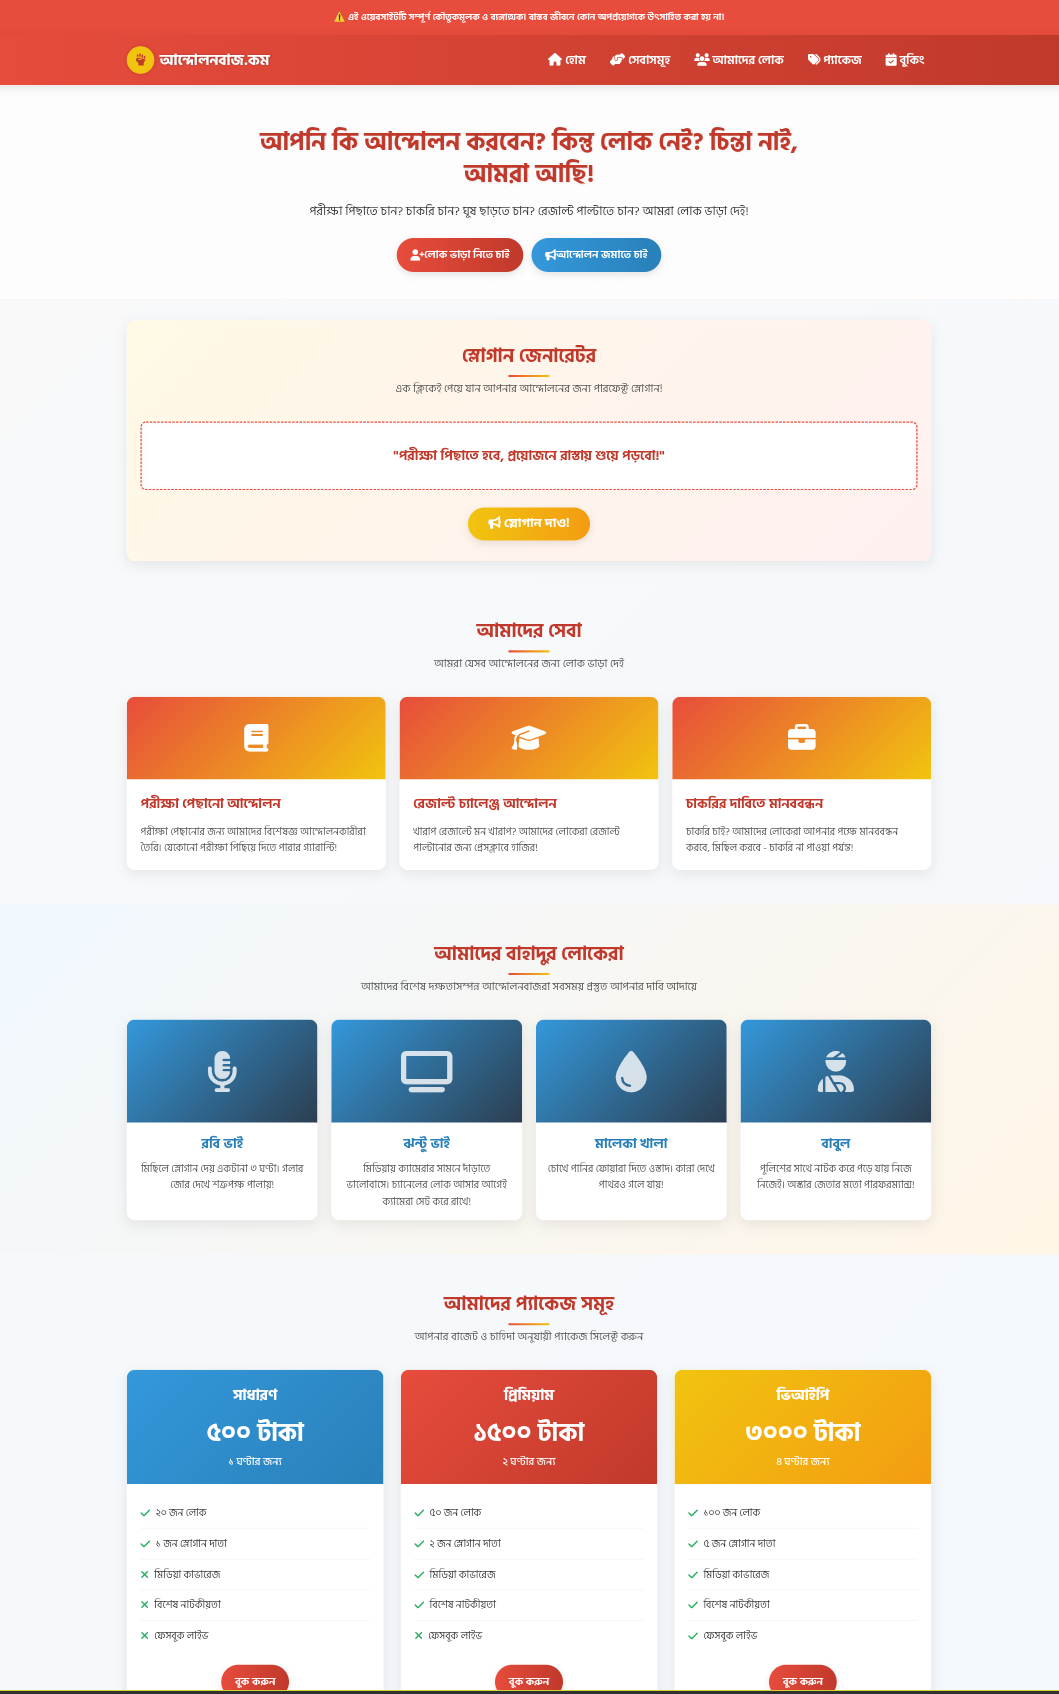 ⚠️ এই ওয়েবসাইটটি সম্পূর্ণ কৌতুকমূলক ও ব্যঙ্গাত্মক। বাস্তব জীবনে কোন অপপ্রয়োগকে উৎসাহিত করা হয় না।
আন্দোলনবাজ.কম
হোম সেবাসমূহ আমাদের লোক প্যাকেজ বুকিং
আপনি কি আন্দোলন করবেন? কিন্তু লোক নেই? চিন্তা নাই,
আমরা আছি!
পরীক্ষা পিছাতে চান? চাকরি চান? ঘুষ ছাড়তে চান? রেজাল্ট পাল্টাতে চান? আমরা লোক ভাড়া দেই!
লোক ভাড়া নিতে চাই আন্দোলন জমাতে চাই
স্লোগান জেনারেটর
এক ক্লিকেই পেয়ে যান আপনার আন্দোলনের জন্য পারফেক্ট স্লোগান!
"পরীক্ষা পিছাতে হবে, প্রয়োজনে রাস্তায় শুয়ে পড়বো!"
স্লোগান দাও!
আমাদের সেবা
আমরা যেসব আন্দোলনের জন্য লোক ভাড়া দেই
পরীক্ষা পেছানো আন্দোলন
পরীক্ষা পেছানোর জন্য আমাদের বিশেষজ্ঞ আন্দোলনকারীরা
তৈরি। যেকোনো পরীক্ষা পিছিয়ে দিতে পারার গ্যারান্টি!
রেজাল্ট চ্যালেঞ্জ আন্দোলন
খারাপ রেজাল্টে মন খারাপ? আমাদের লোকেরা রেজাল্ট
পাল্টানোর জন্য প্রেসক্লাবে হাজির!
চাকরির দাবিতে মানববন্ধন
চাকরি চাই? আমাদের লোকেরা আপনার পক্ষে মানববন্ধন
করবে, মিছিল করবে - চাকরি না পাওয়া পর্যন্ত!
আমাদের বাহাদুর লোকেরা
আমাদের বিশেষ দক্ষতাসম্পন্ন আন্দোলনবাজরা সবসময় প্রস্তুত আপনার দাবি আদায়ে
রবি ভাই
মিছিলে স্লোগান দেয় একটানা ৩ ঘণ্টা। গলার
জোর দেখে শত্রুপক্ষ পালায়!
ঝন্টু ভাই
মিডিয়ায় ক্যামেরার সামনে দাঁড়াতে
ভালোবাসে। চ্যানেলের লোক আসার আগেই
ক্যামেরা সেট করে রাখে!
মালেকা খালা
চোখে পানির ফোয়ারা দিতে ওস্তাদ। কান্না দেখে
পাথরও গলে যায়!
বাবুল
পুলিশের সাথে নাটক করে পড়ে যায় নিজে
নিজেই। অস্কার জেতার মতো পারফরম্যান্স!
আমাদের প্যাকেজ সমূহ
আপনার বাজেট ও চাহিদা অনুযায়ী প্যাকেজ সিলেক্ট করুন
সাধারণ
৫০০ টাকা
১ ঘণ্টার জন্য
২০ জন লোক
১ জন স্লোগান দাতা
মিডিয়া কাভারেজ
বিশেষ নাটকীয়তা
ফেসবুক লাইভ
বুক করুন
প্রিমিয়াম
১৫০০ টাকা
২ ঘণ্টার জন্য
৫০ জন লোক
২ জন স্লোগান দাতা
মিডিয়া কাভারেজ
বিশেষ নাটকীয়তা
ফেসবুক লাইভ
বুক করুন
ভিআইপি
৩০০০ টাকা
৪ ঘণ্টার জন্য
১০০ জন লোক
৫ জন স্লোগান দাতা
মিডিয়া কাভারেজ
বিশেষ নাটকীয়তা
ফেসবুক লাইভ
বুক করুন